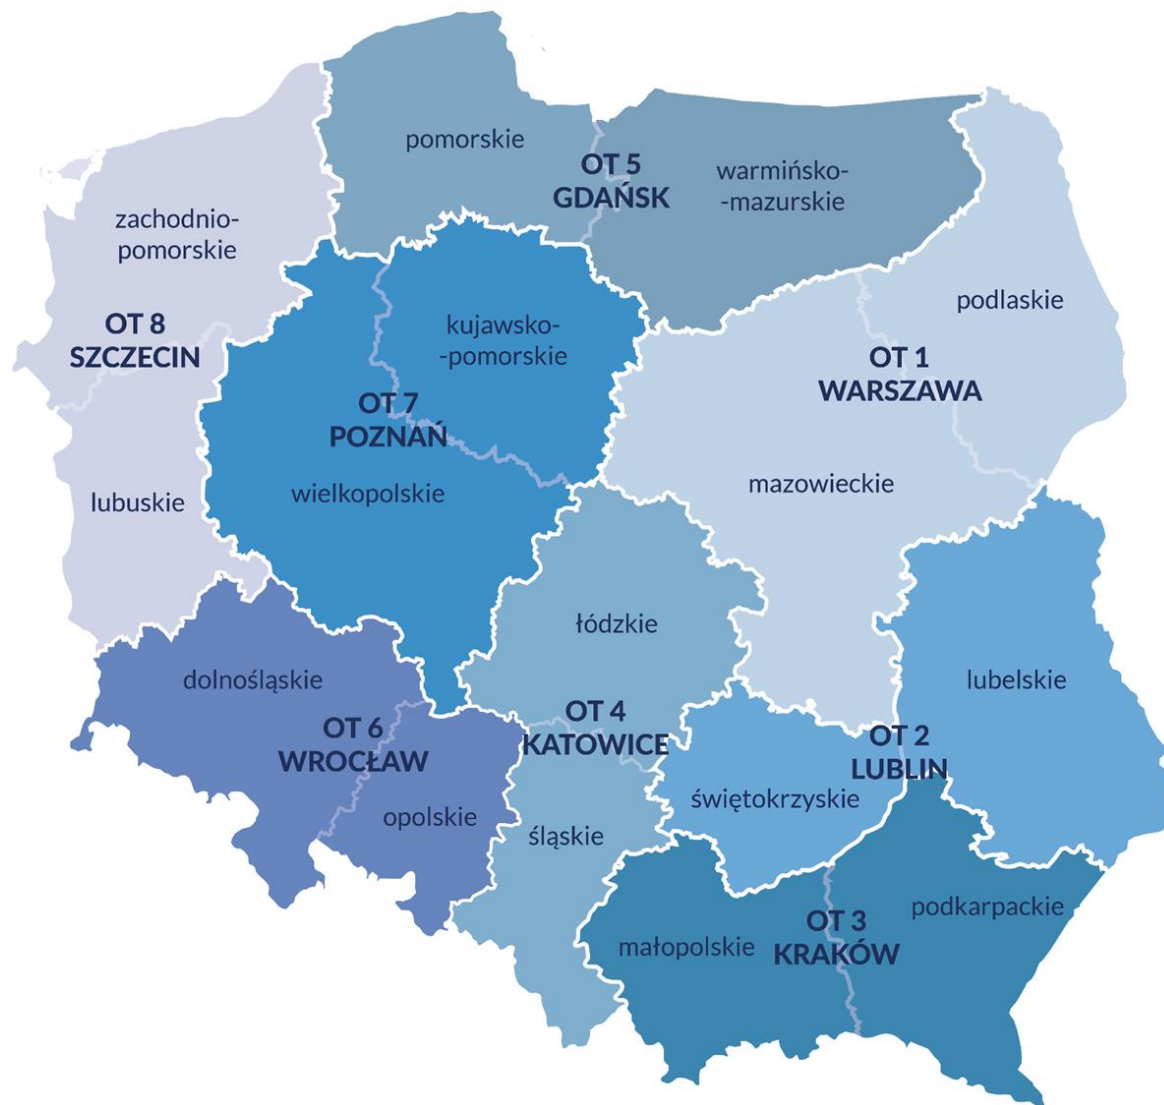 pomorskie
OT 5
GDAŃSK
warmińsko-
-mazurskie
zachodnio-
pomorskie
OT 8
SZCZECIN
lubuskie
kujawsko-
-pomorskie
OT 7
POZNAŃ
wielkopolskie
podlaskie
OT 1
WARSZAWA
mazowieckie
łódzkie
OT 4
KATOWICE
śląskie
dolnośląskie
OT 6
WROCŁAW
opolskie
lubelskie
OT 2
LUBLIN
świętokrzyskie
małopolskie
OT 3
KRAKÓW
podkarpackie